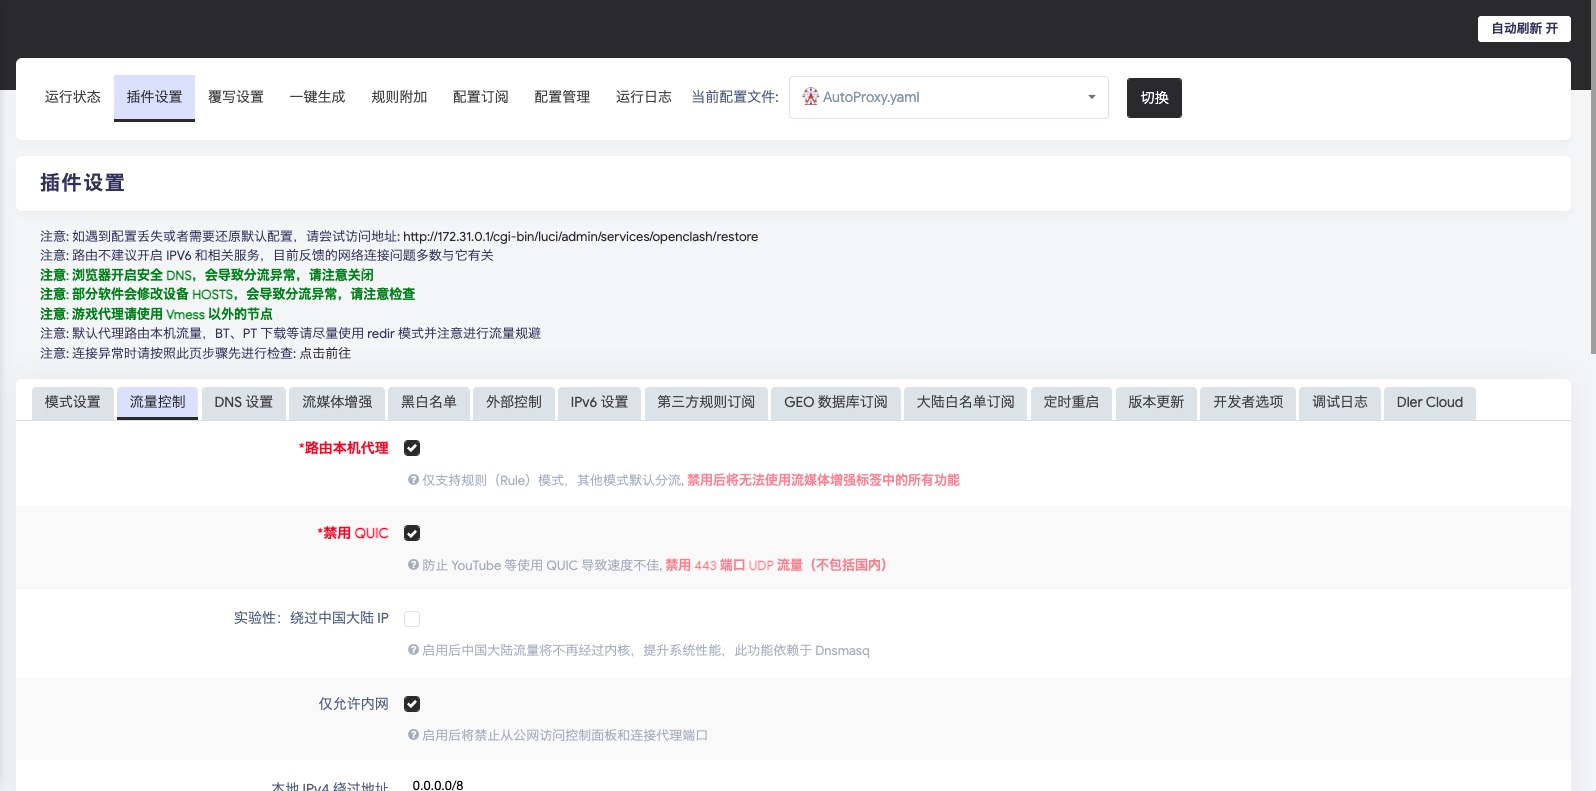 自动刷新 开
运行状态 插件设置 覆写设置 一键生成 规则附加 配置订阅 配置管理 运行日志 当前配置文件: AutoProxy.yaml 切换
插件设置
注意: 如遇到配置丢失或者需要还原默认配置，请尝试访问地址: http://172.31.0.1/cgi-bin/luci/admin/services/openclash/restore
注意: 路由不建议开启 IPV6 和相关服务，目前反馈的网络连接问题多数与它有关
注意: 浏览器开启安全 DNS，会导致分流异常，请注意关闭
注意: 部分软件会修改设备 HOSTS，会导致分流异常，请注意检查
注意: 游戏代理请使用 Vmess 以外的节点
注意: 默认代理路由本机流量，BT、PT 下载等请尽量使用 redir 模式并注意进行流量规避
注意: 连接异常时请按照此页步骤先进行检查: 点击前往
模式设置 流量控制 DNS 设置 流媒体增强 黑白名单 外部控制 IPv6 设置 第三方规则订阅 GEO 数据库订阅 大陆白名单订阅 定时重启 版本更新 开发者选项 调试日志 Dler Cloud
*路由本机代理
仅支持规则（Rule）模式，其他模式默认分流, 禁用后将无法使用流媒体增强标签中的所有功能
*禁用 QUIC
防止 YouTube 等使用 QUIC 导致速度不佳, 禁用 443 端口 UDP 流量（不包括国内）
实验性：绕过中国大陆 IP
启用后中国大陆流量将不再经过内核，提升系统性能，此功能依赖于 Dnsmasq
仅允许内网
启用后将禁止从公网访问控制面板和连接代理端口
本地 IPv4 绕过地址 0.0.0.0/8